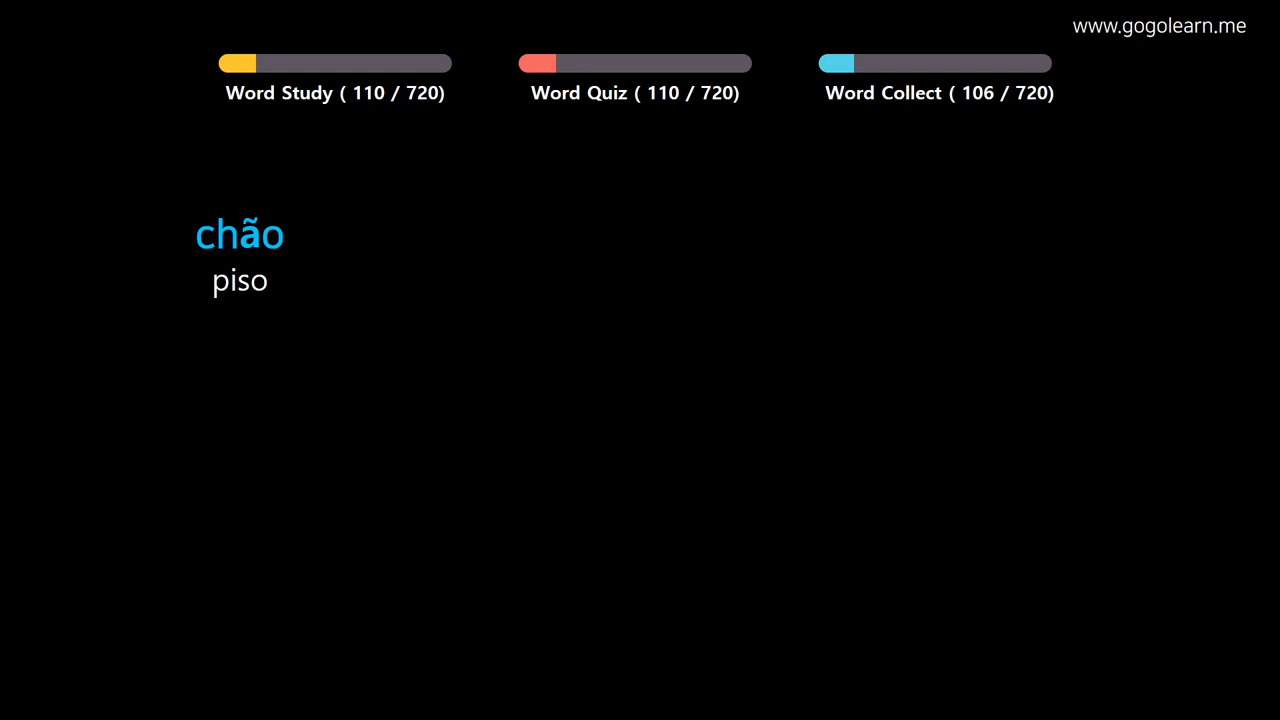 www.gogolearn.me
Word Study ( 110 / 720)
Word Quiz ( 110 / 720)
Word Collect ( 106 / 720)
chão
piso